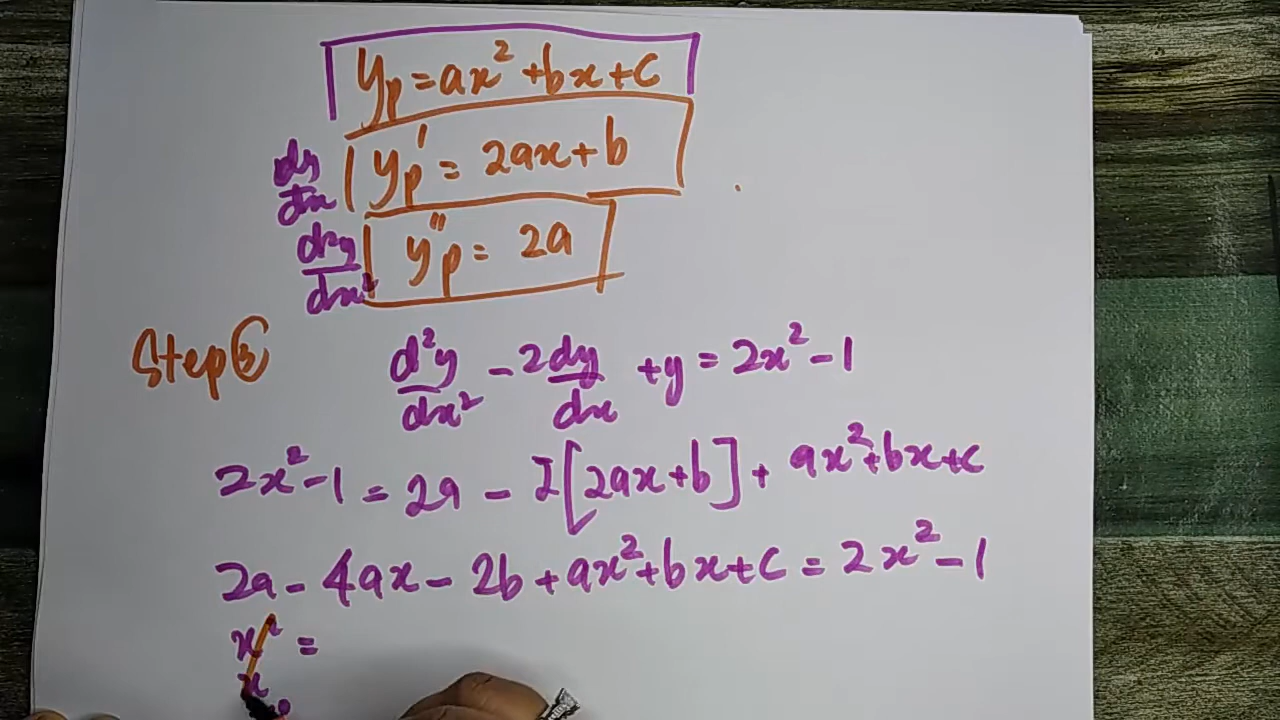 yp = ax² + bx + c
dy/dx yp' = 2ax + b
d²y/dx² y''p = 2a
Step ③ d²y/dx² - 2dy/dx + y = 2x² - 1
2x² - 1 = 2a - 2[2ax + b] + ax² + bx + c
2a - 4ax - 2b + ax² + bx + c = 2x² - 1
x² =
x